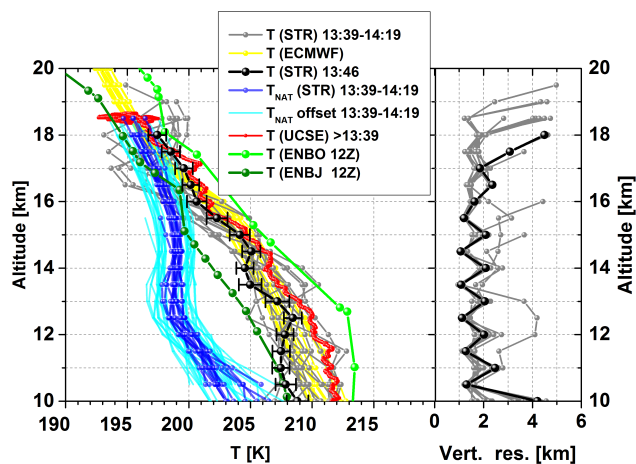 T (STR) 13:39-14:19
T (ECMWF)
T (STR) 13:46
TNAT (STR) 13:39-14:19
TNAT offset 13:39-14:19
T (UCSE) >13:39
T (ENBO 12Z)
T (ENBJ 12Z)
20
18
16
14
12
10
Altitude [km]
190 195 200 205 210 215
T [K]
20
18
16
14
12
10
Altitude [km]
0 2 4 6
Vert. res. [km]